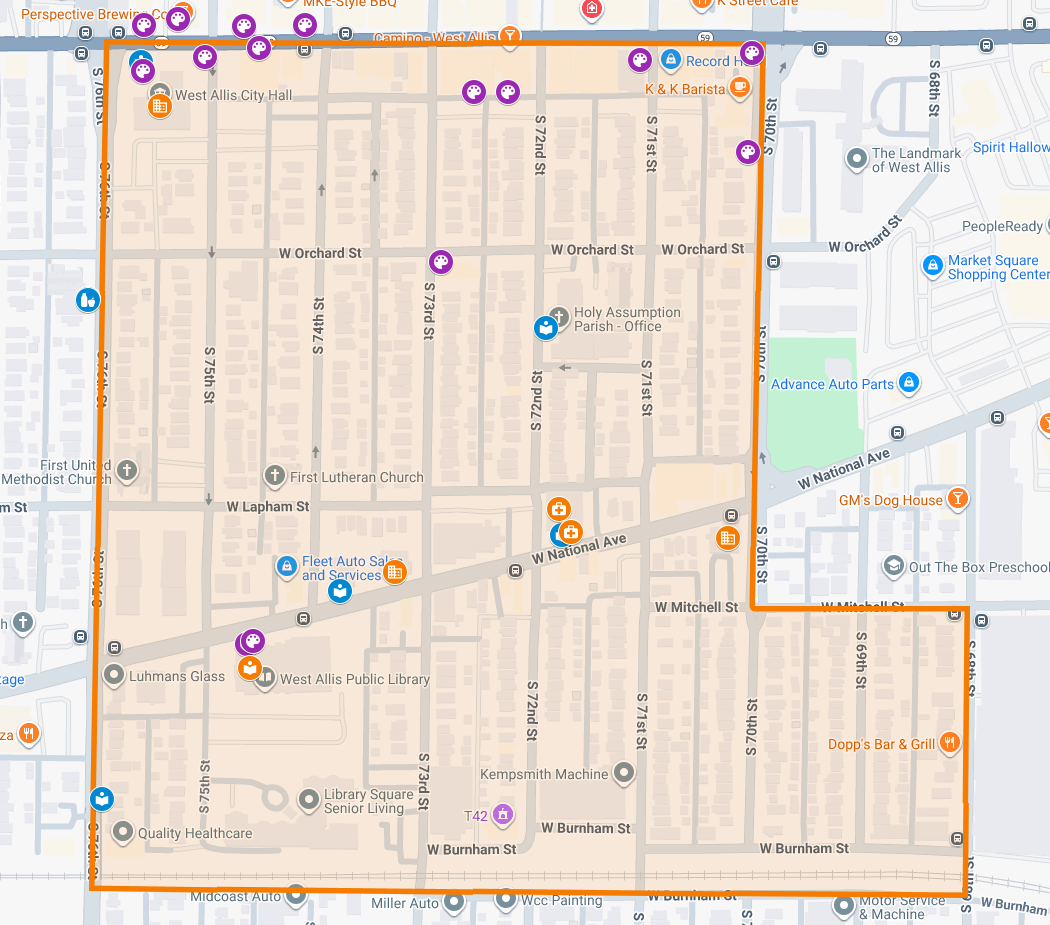 Perspective Brewing Co
MKE-Style BBQ
K Street Cafe
camino - West Allis
59
59
Record H
K & K Barista
West Allis City Hall
S 76th St
S 72nd St
S 71st St
S 70th St
S 68th St
The Landmark
of West Allis
Spirit Hallow
PeopleReady
W Orchard St
W Orchard St
W Orchard St
W Orchard St
Market Square
Shopping Center
S 73rd St
S 74th St
S 75th St
Holy Assumption
Parish - Office
S 72nd St
S 71st St
Advance Auto Parts
First United
Methodist Church
First Lutheran Church
W National Ave
GM's Dog House
m St
W Lapham St
W National Ave
S 70th St
Fleet Auto Sales
and Services
Out The Box Preschool
W Mitchell St
W Mitchell St
h
Luhmans Glass
West Allis Public Library
tage
S 69th St
S 68th St
S 72nd St
S 71st St
S 70th St
za
Dopp's Bar & Grill
S 75th St
S 73rd St
Kempsmith Machine
Library Square
Senior Living
T42
Quality Healthcare
W Burnham St
W Burnham St
W Burnham St
Midcoast Auto
Miller Auto
Wcc Painting
W Burnham St
Motor Service
& Machine
W Burnham